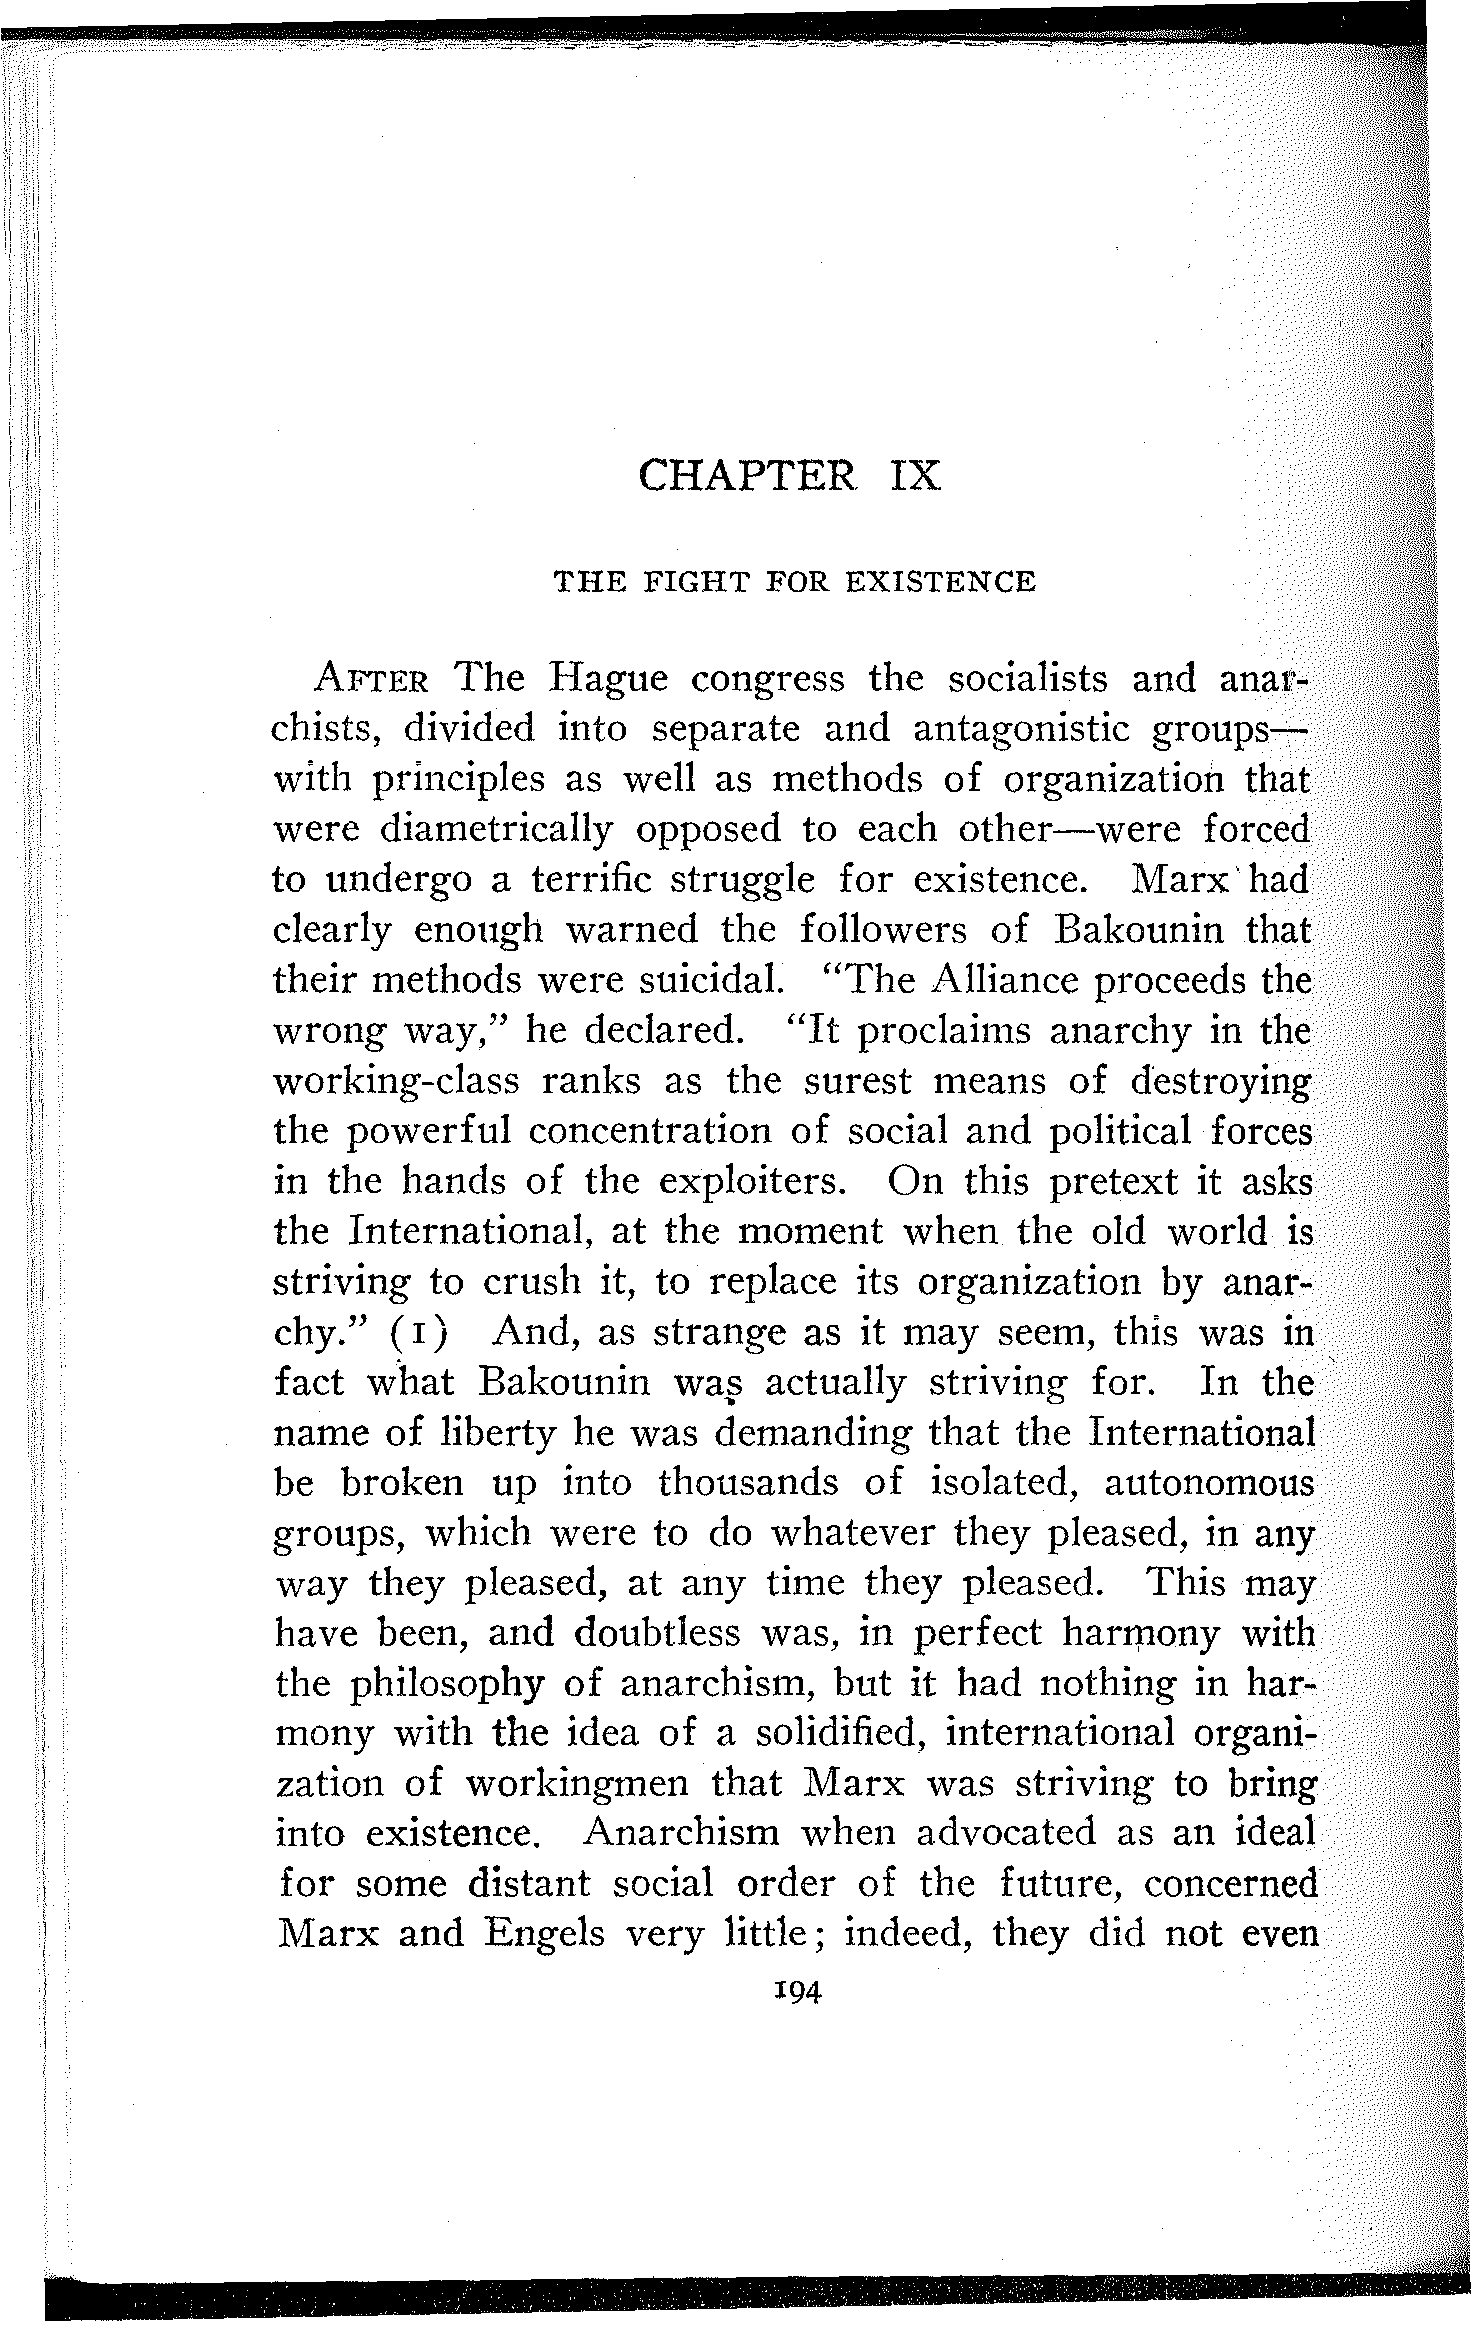 CHAPTER IX
THE FIGHT FOR EXISTENCE
AFTER The Hague congress the socialists and anar-
chists, divided into separate and antagonistic groups—
with principles as well as methods of organization that
were diametrically opposed to each other—were forced
to undergo a terrific struggle for existence. Marx had
clearly enough warned the followers of Bakounin that
their methods were suicidal. “The Alliance proceeds the
wrong way,” he declared. “It proclaims anarchy in the
working-class ranks as the surest means of destroying
the powerful concentration of social and political forces
in the hands of the exploiters. On this pretext it asks
the International, at the moment when the old world is
striving to crush it, to replace its organization by anar-
chy.” (1) And, as strange as it may seem, this was in
fact what Bakounin was actually striving for. In the
name of liberty he was demanding that the International
be broken up into thousands of isolated, autonomous
groups, which were to do whatever they pleased, in any
way they pleased, at any time they pleased. This may
have been, and doubtless was, in perfect harmony with
the philosophy of anarchism, but it had nothing in har-
mony with the idea of a solidified, international organi-
zation of workingmen that Marx was striving to bring
into existence. Anarchism when advocated as an ideal
for some distant social order of the future, concerned
Marx and Engels very little; indeed, they did not even
194